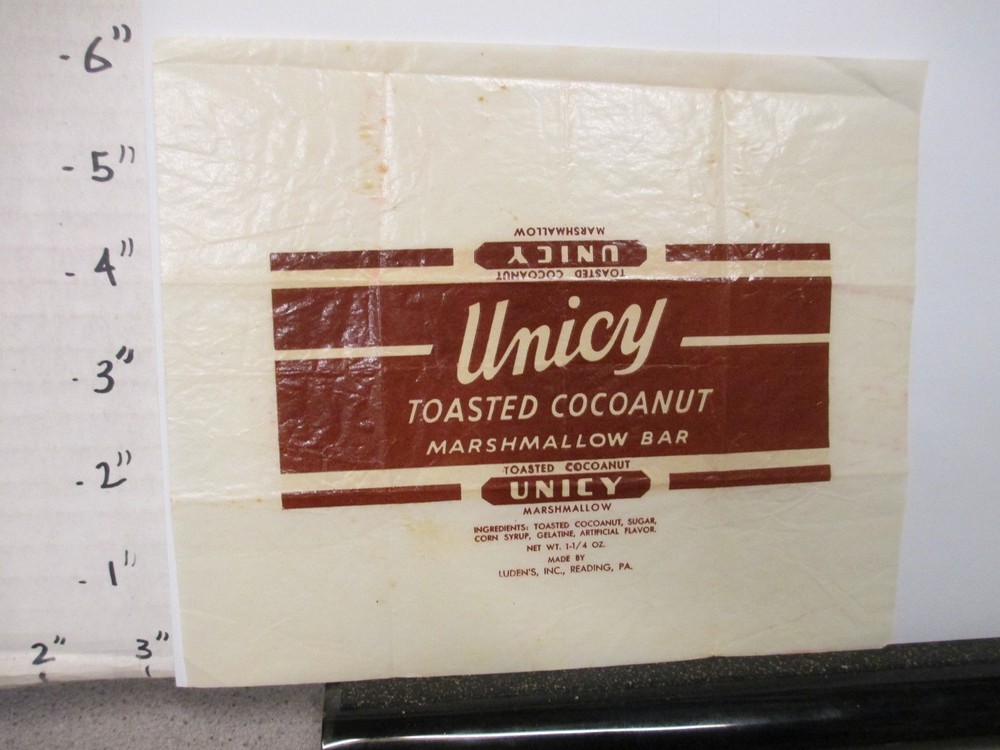 6"
5"
4"
3"
2"
1"
2" 3"
MARSHMALLOW
UNICY
TOASTED COCOANUT
Unicy
TOASTED COCOANUT
MARSHMALLOW BAR
TOASTED COCOANUT
UNICY
MARSHMALLOW
INGREDIENTS: TOASTED COCOANUT, SUGAR,
CORN SYRUP, GELATINE, ARTIFICIAL FLAVOR.
NET WT. 1-1/4 OZ.
MADE BY
LUDEN'S, INC., READING, PA.